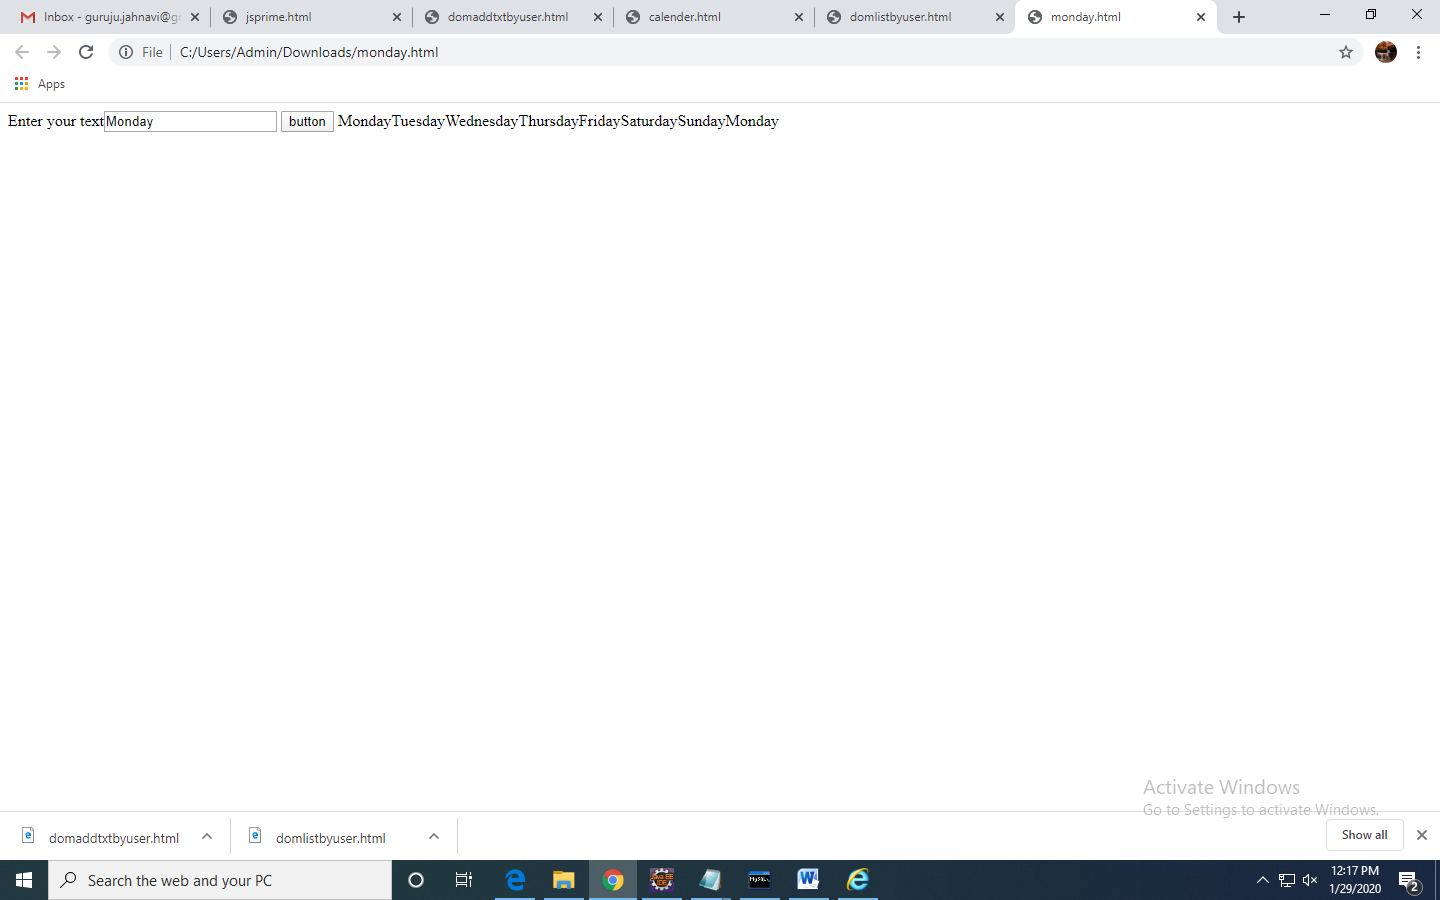 Inbox - guruju.jahnavi@gr
jsprime.html
domaddtxtbyuser.html
calender.html
domlistbyuser.html
monday.html
File
C:/Users/Admin/Downloads/monday.html
Apps
Enter your text Monday button MondayTuesdayWednesdayThursdayFridaySaturdaySundayMonday
Activate Windows
Go to Settings to activate Windows.
domaddtxtbyuser.html
domlistbyuser.html
Show all
Search the web and your PC
12:17 PM
1/29/2020
2